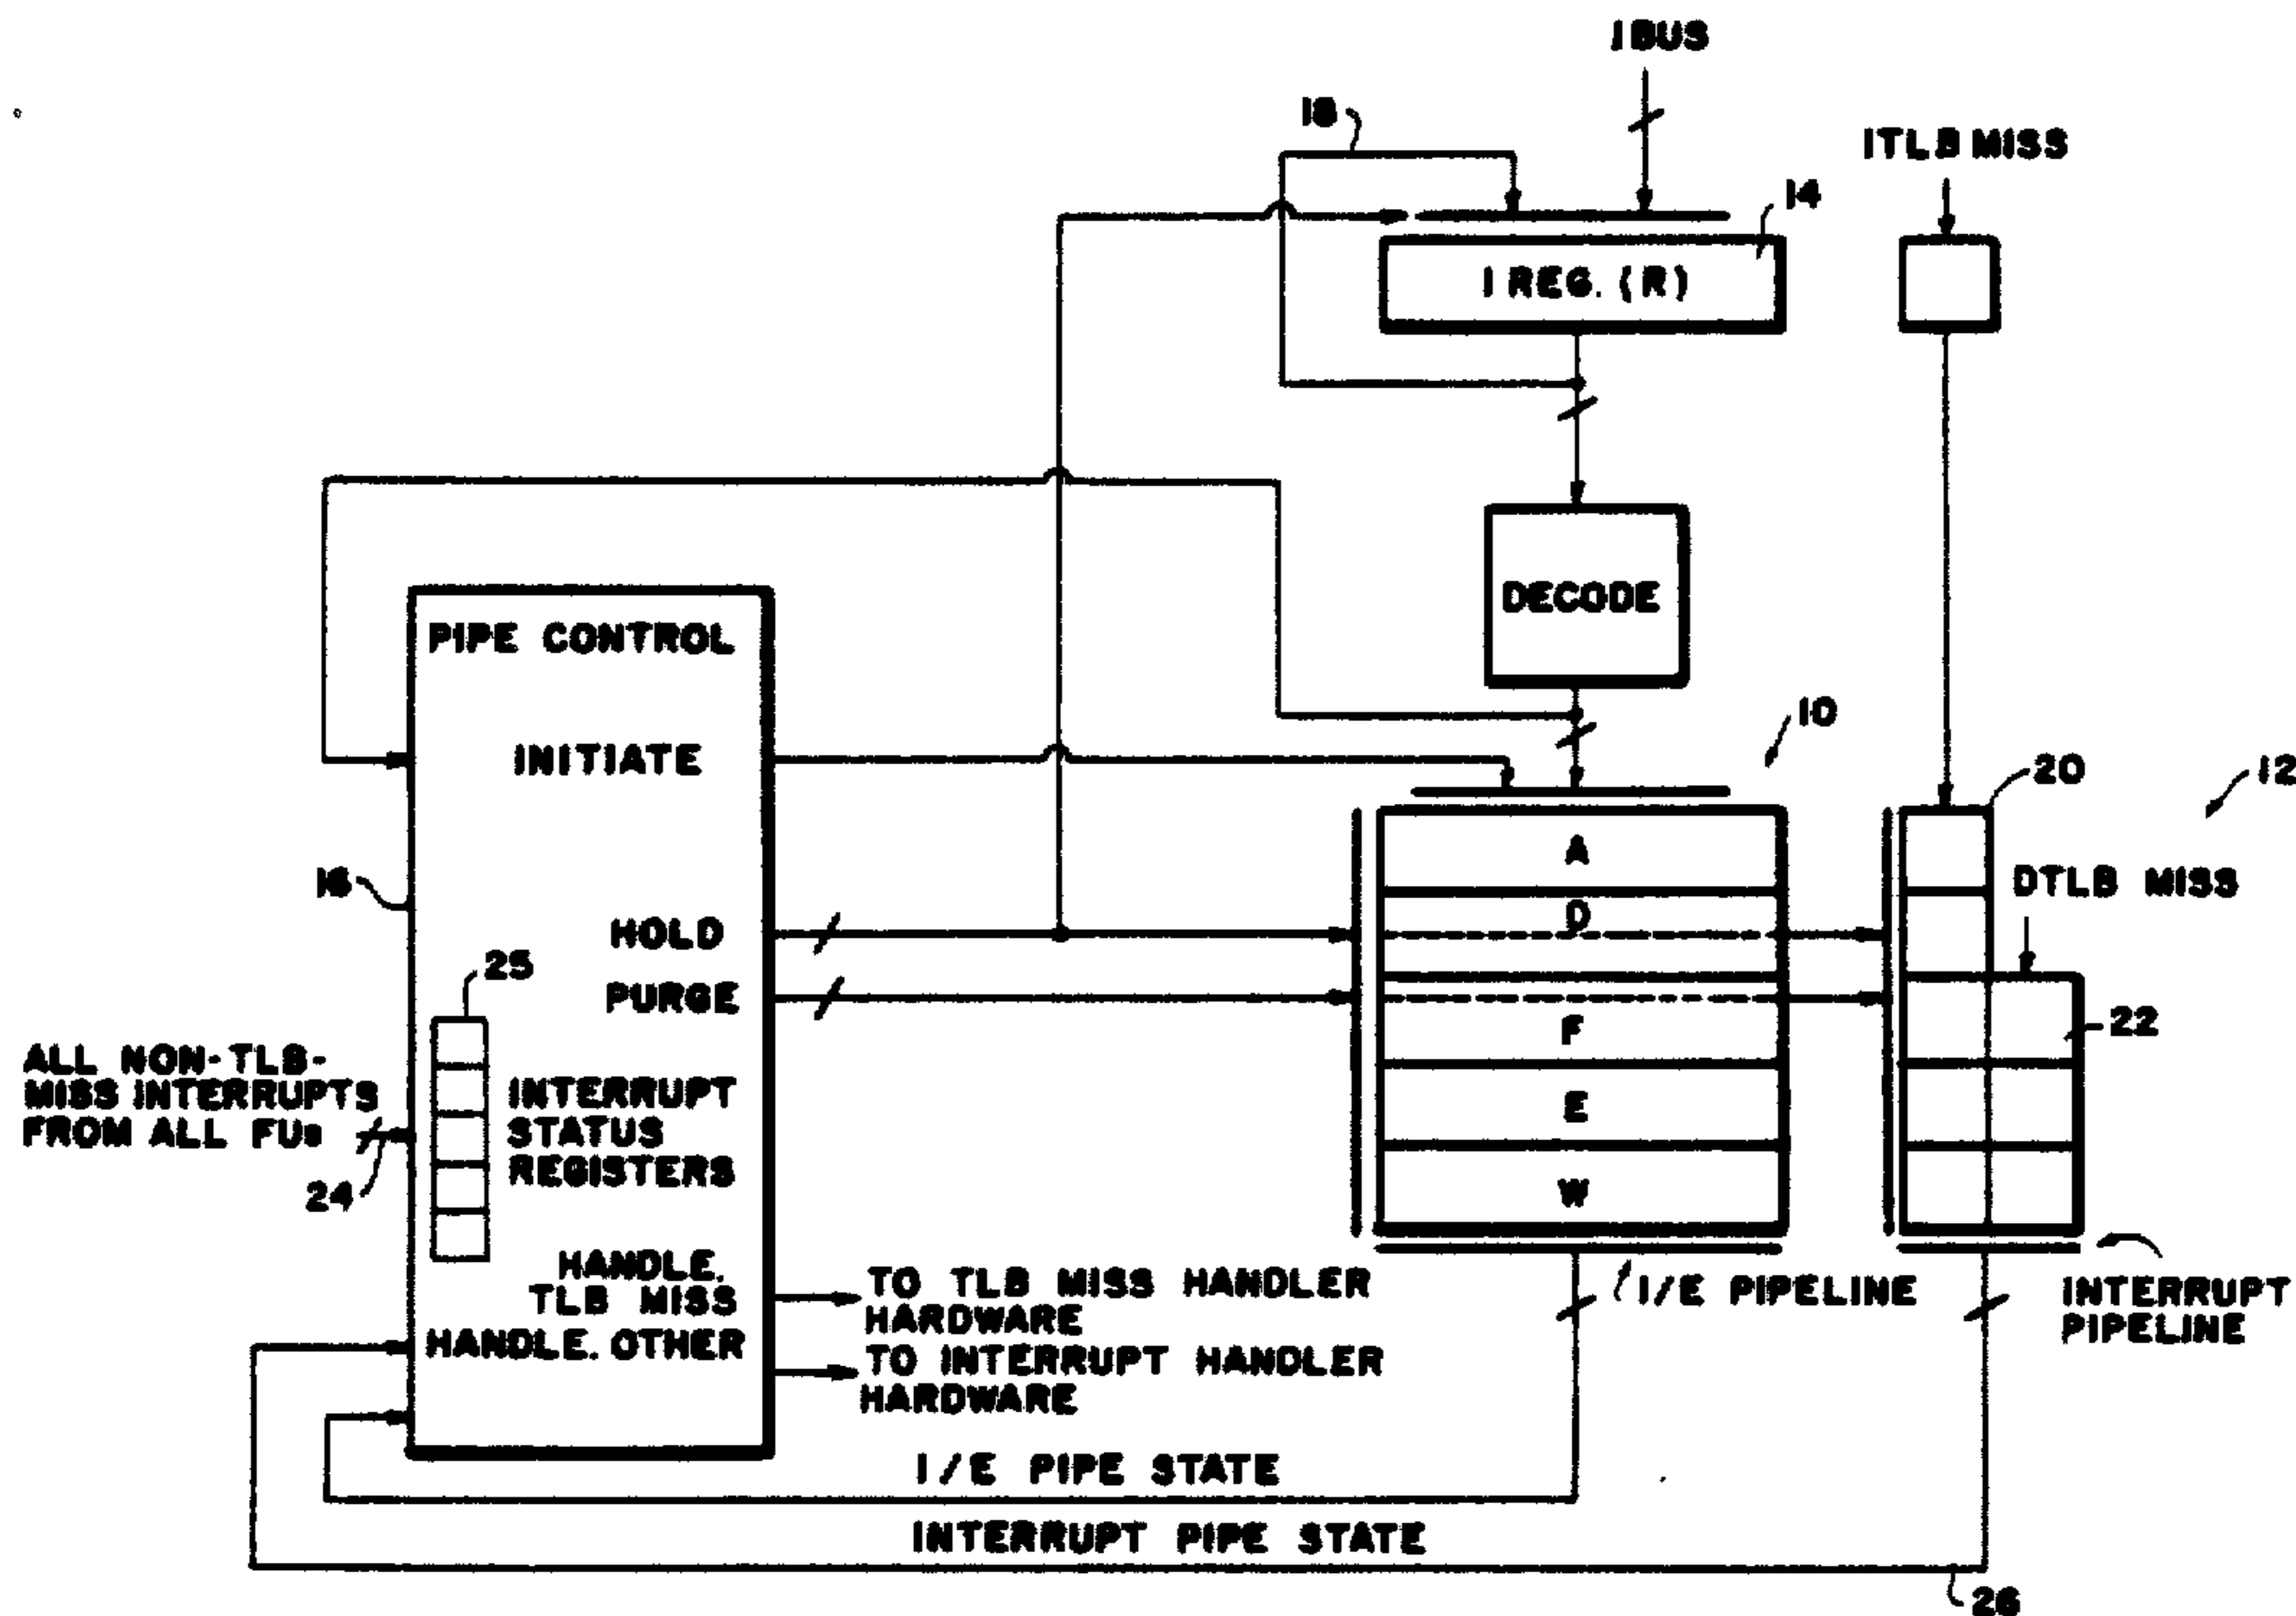 I BUS
18
ITLB MISS
14
I REG. (R)
DECODE
PIPE CONTROL
10
INITIATE
20
12
A
16
DTLB MISS
D
HOLD
25
PURGE
22
F
ALL NON-TLB-
MISS INTERRUPTS
FROM ALL FUs
INTERRUPT
STATUS
REGISTERS
E
24
W
HANDLE.
TLB MISS
TO TLB MISS HANDLER
HARDWARE
I/E PIPELINE
INTERRUPT
PIPELINE
HANDLE. OTHER
TO INTERRUPT HANDLER
HARDWARE
I/E PIPE STATE
INTERRUPT PIPE STATE
26